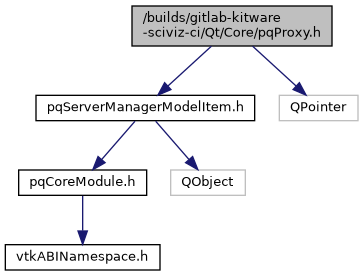 /builds/gitlab-kitware
-sciviz-ci/Qt/Core/pqProxy.h
pqServerManagerModelItem.h
QPointer
pqCoreModule.h
QObject
vtkABINamespace.h